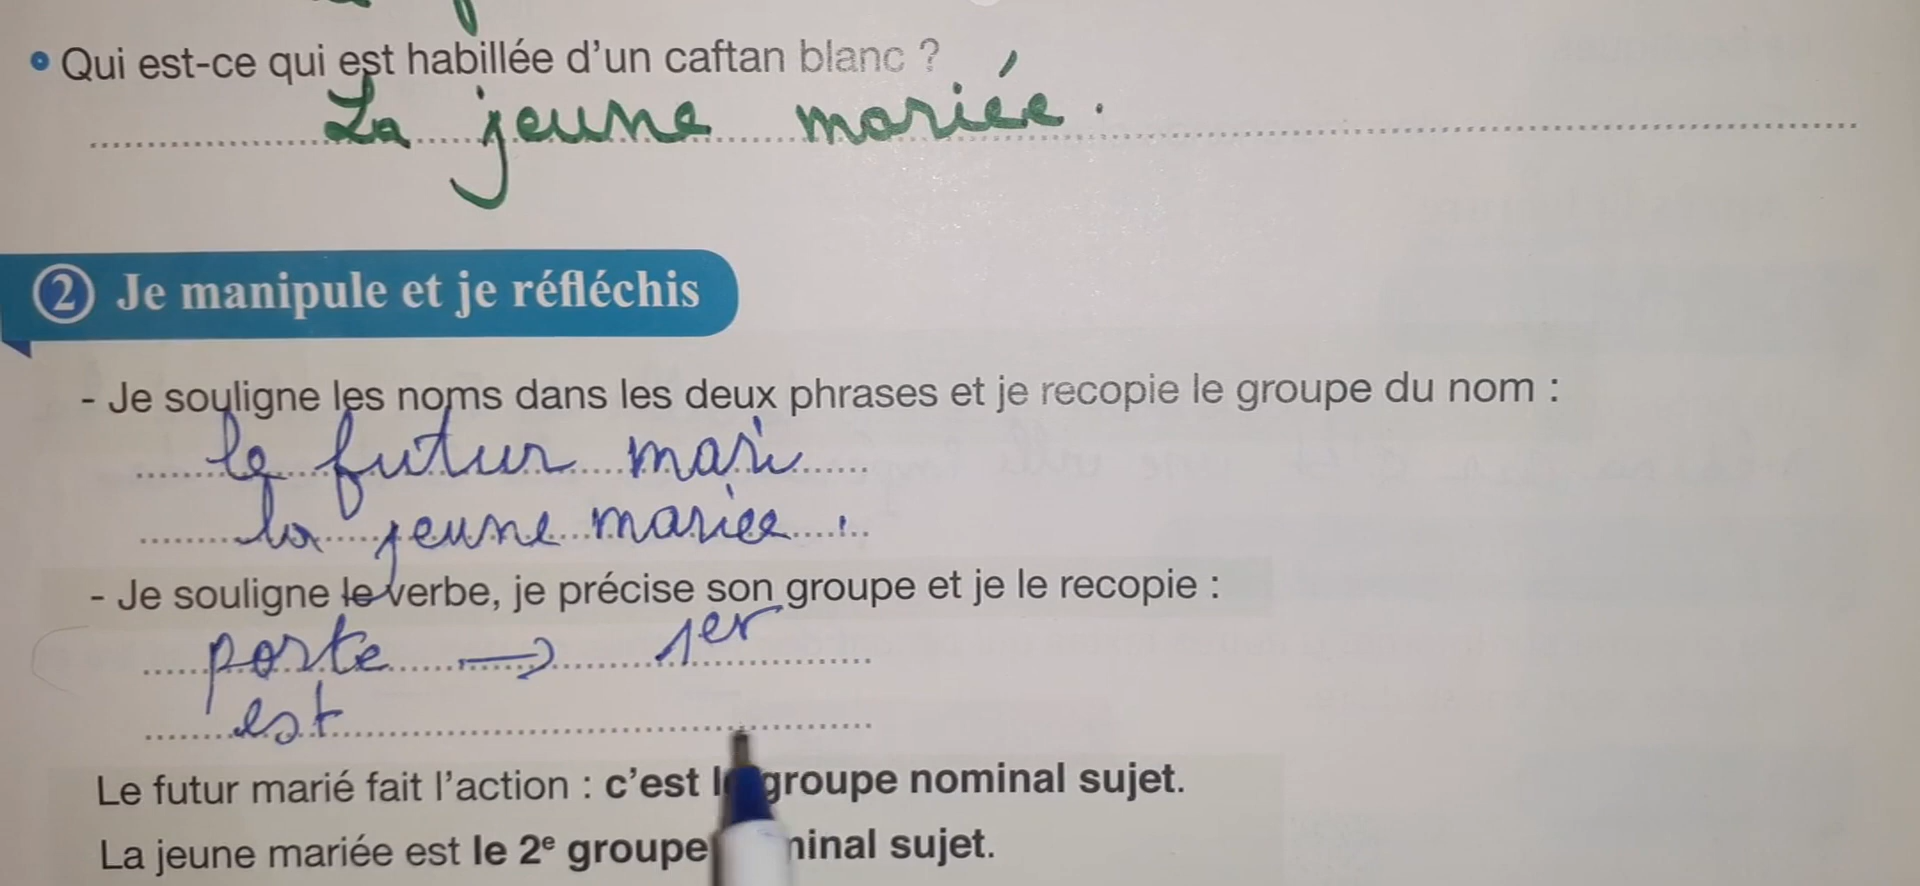 • Qui est-ce qui est habillée d'un caftan blanc ?
La jeune mariée.
② Je manipule et je réfléchis
- Je souligne les noms dans les deux phrases et je recopie le groupe du nom :
le futur mari
la jeune mariee.
- Je souligne le verbe, je précise son groupe et je le recopie :
porte → 1er
est
Le futur marié fait l'action : c'est groupe nominal sujet.
La jeune mariée est le 2e groupe sujet.